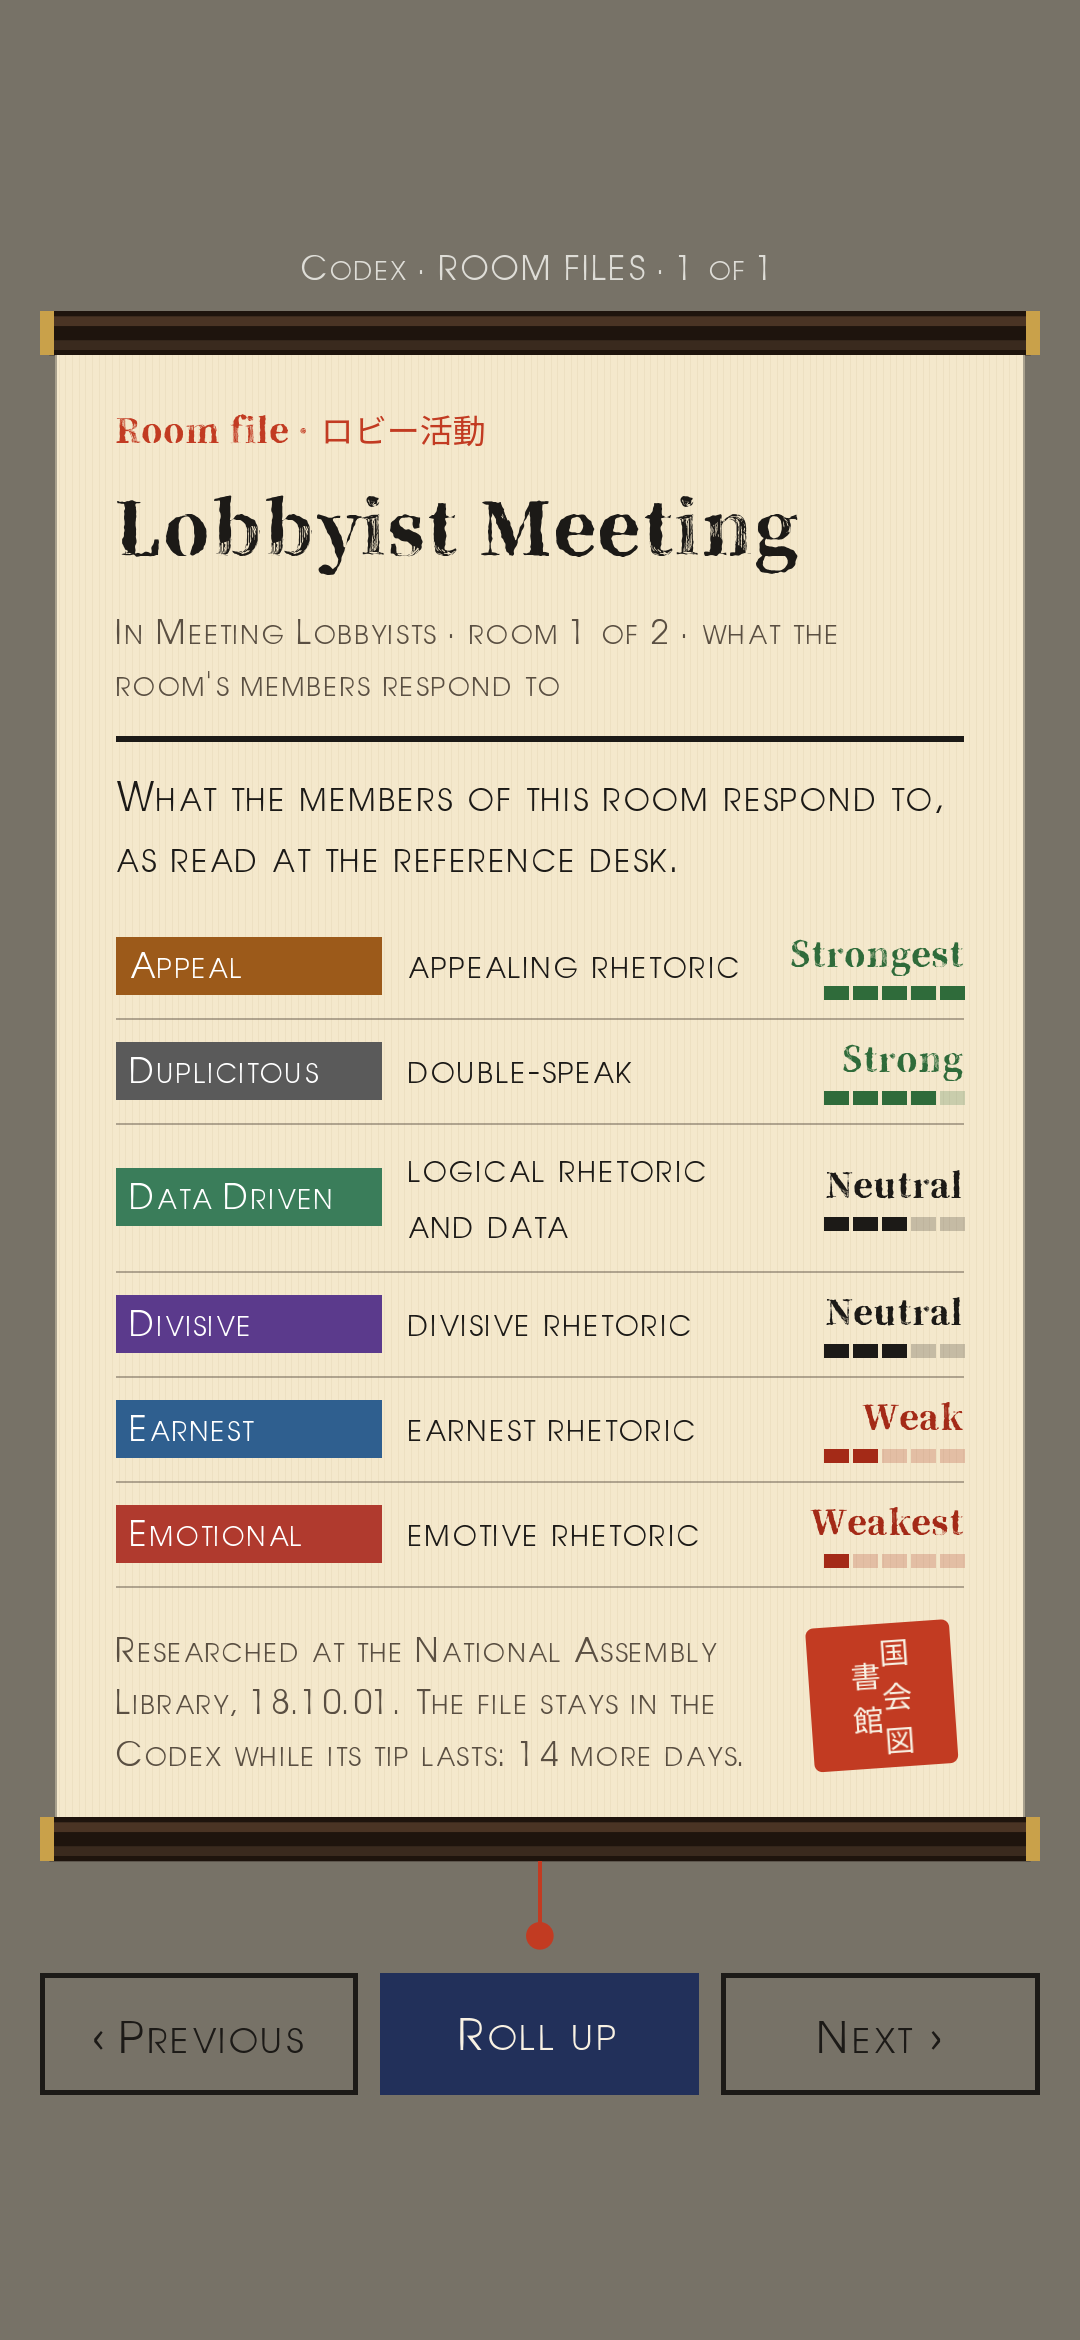 Codex · ROOM FILES · 1 of 1
Room file · ロビー活動
Lobbyist Meeting
In Meeting Lobbyists · room 1 of 2 · what the
room's members respond to
What the members of this room respond to,
as read at the reference desk.
Appeal appealing rhetoric Strongest
Duplicitous double-speak Strong
Data Driven logical rhetoric
and data Neutral
Divisive divisive rhetoric Neutral
Earnest earnest rhetoric Weak
Emotional emotive rhetoric Weakest
Researched at the National Assembly
Library, 18.10.01. The file stays in the
Codex while its tip lasts: 14 more days.
国会図
書館
‹ Previous
Roll up
Next ›